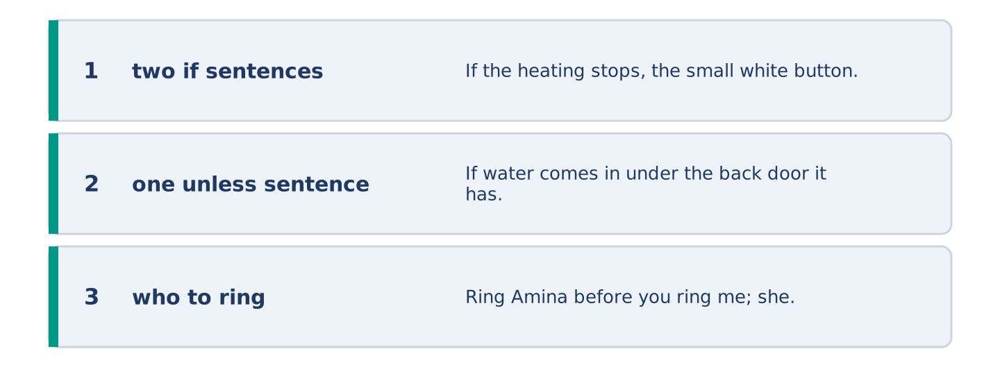 1 two if sentences If the heating stops, the small white button.
2 one unless sentence If water comes in under the back door it
has.
3 who to ring Ring Amina before you ring me; she.